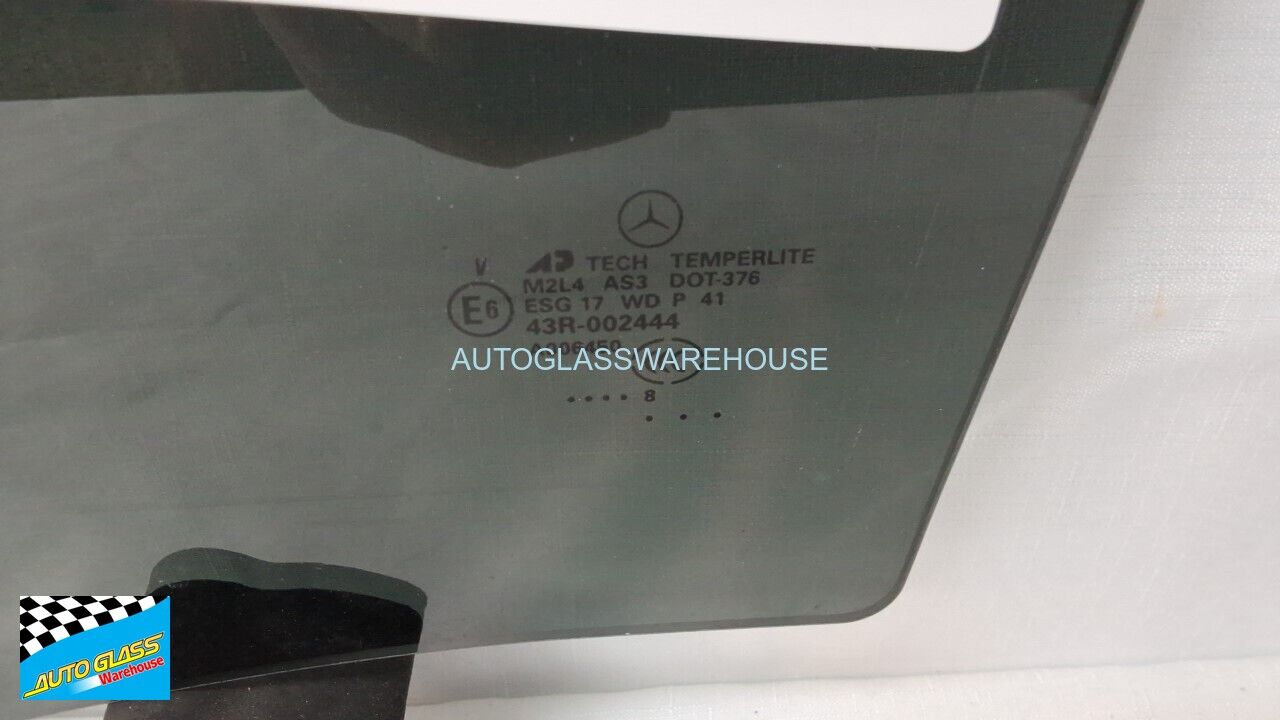 V AP TECH TEMPERLITE
M2L4 AS3 DOT-376
E6 ESG 17 WD P 41
43R-002444
AUTOGLASSWAREHOUSE
•••• 8
• • •
AUTO GLASS
Warehouse